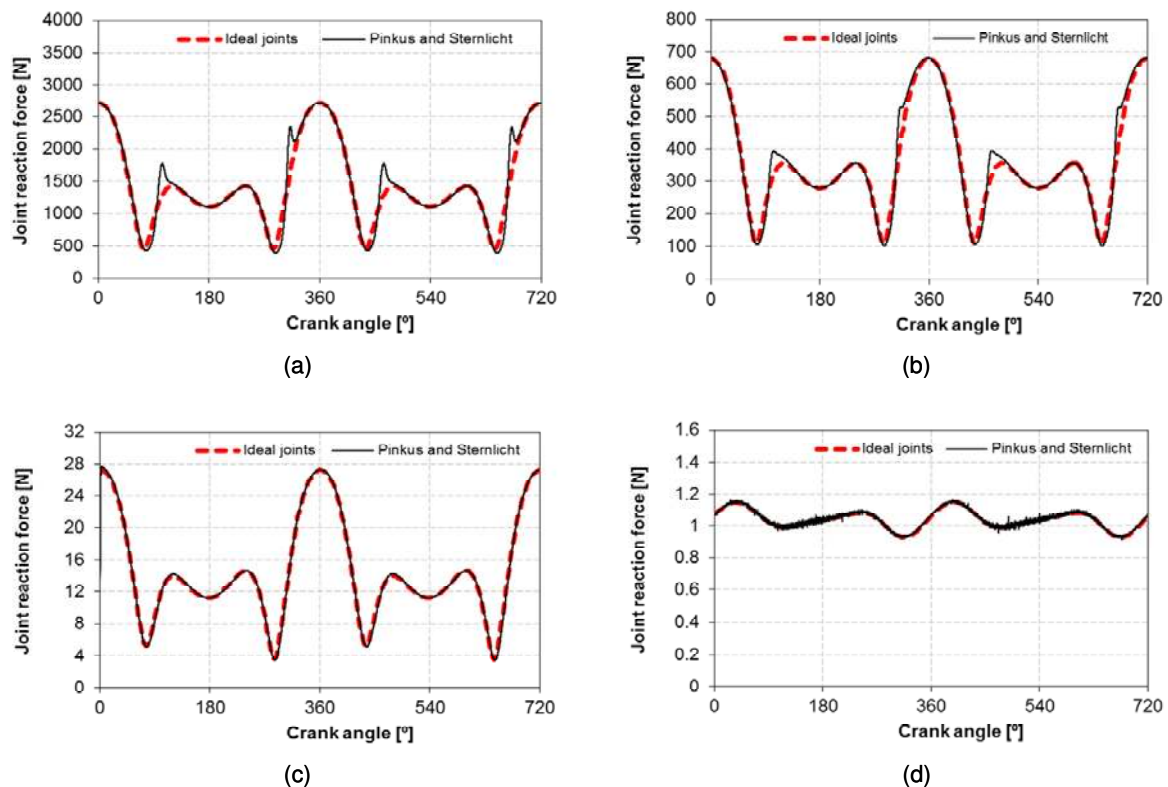 4000
3500
3000
2500
2000
1500
1000
500
0
Joint reaction force [N]
Ideal joints
Pinkus and Sternlicht
0 180 360 540 720
Crank angle [º]
(a)
800
700
600
500
400
300
200
100
0
Joint reaction force [N]
Ideal joints
Pinkus and Sternlicht
0 180 360 540 720
Crank angle [º]
(b)
32
28
24
20
16
12
8
4
0
Joint reaction force [N]
Ideal joints
Pinkus and Sternlicht
0 180 360 540 720
Crank angle [º]
(c)
1.6
1.4
1.2
1
0.8
0.6
0.4
0.2
0
Joint reaction force [N]
Ideal joints
Pinkus and Sternlicht
0 180 360 540 720
Crank angle [º]
(d)